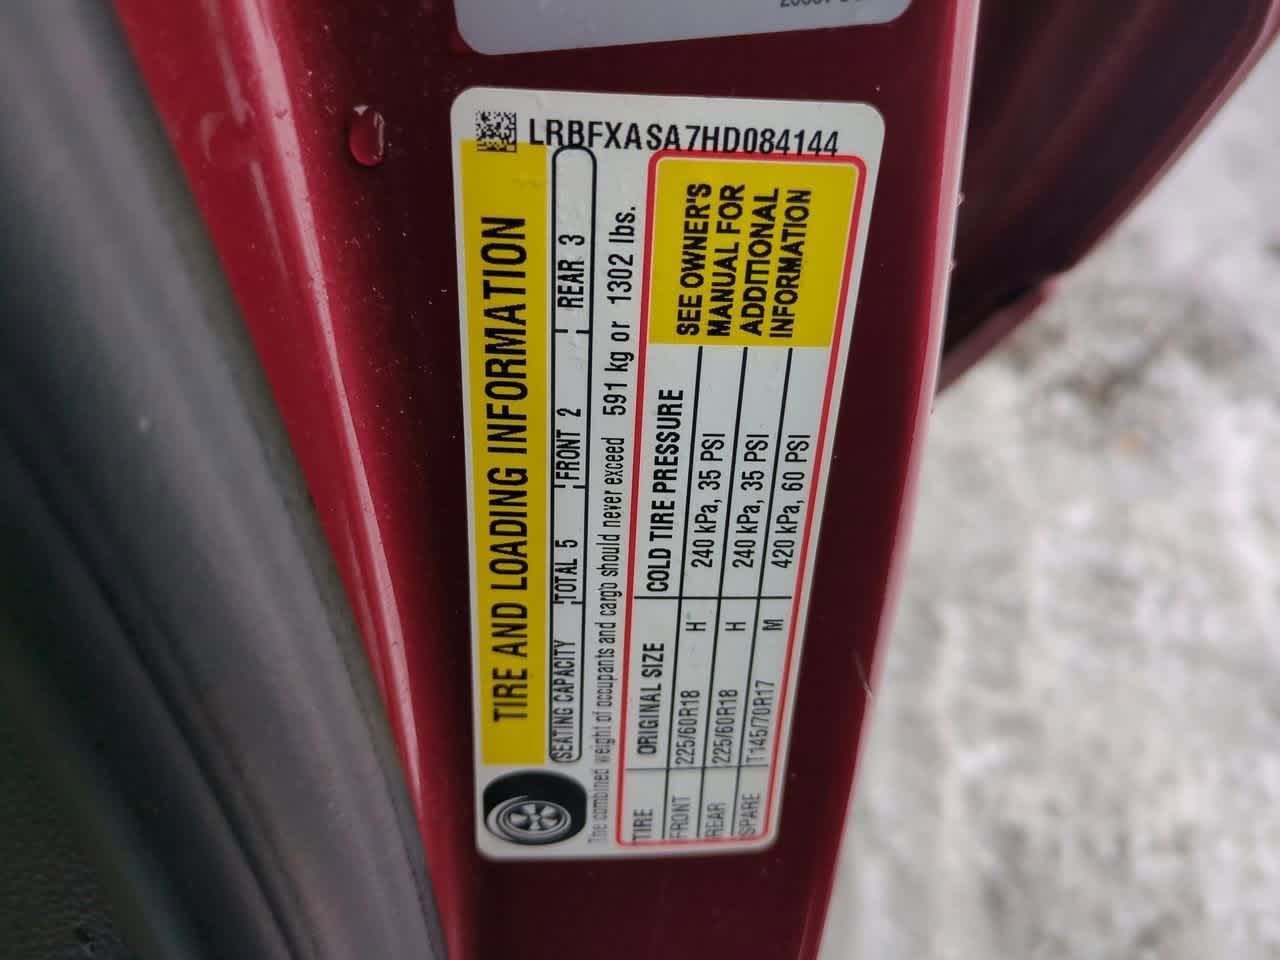 LRBFXASA7HD084144
TIRE AND LOADING INFORMATION
SEATING CAPACITY TOTAL 5 FRONT 2 REAR 3
The combined weight of occupants and cargo should never exceed 591 kg or 1302 lbs.
TIRE ORIGINAL SIZE COLD TIRE PRESSURE
FRONT 225/60R18 H 240 kPa, 35 PSI
REAR 225/60R18 H 240 kPa, 35 PSI
SPARE T145/70R17 M 420 kPa, 60 PSI
SEE OWNER'S
MANUAL FOR
ADDITIONAL
INFORMATION